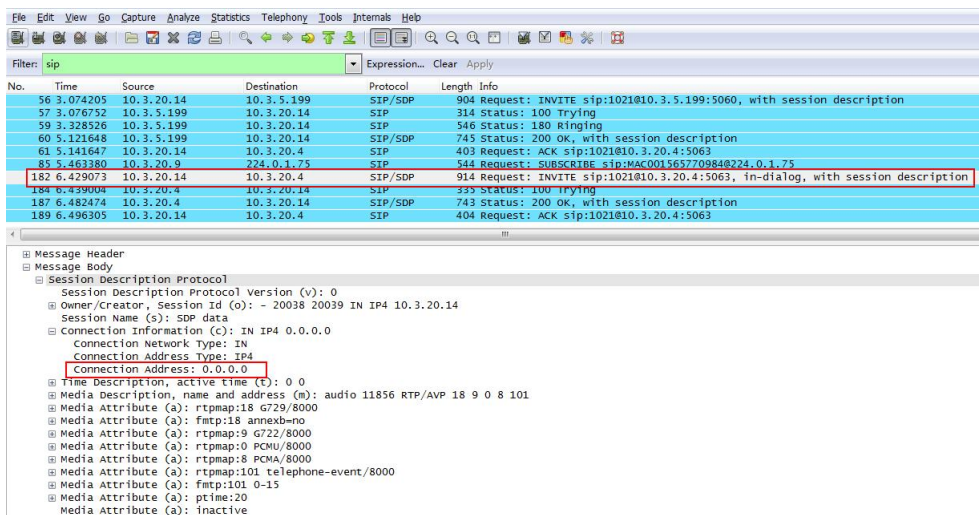 File Edit View Go Capture Analyze Statistics Telephony Tools Internals Help
Filter: sip Expression... Clear Apply
No. Time Source Destination Protocol Length Info
56 3.074205 10.3.20.14 10.3.5.199 SIP/SDP 904 Request: INVITE sip:1021@10.3.5.199:5060, with session description
57 3.076752 10.3.5.199 10.3.20.14 SIP 314 Status: 100 Trying
59 3.328526 10.3.5.199 10.3.20.14 SIP 546 Status: 180 Ringing
60 5.121648 10.3.5.199 10.3.20.14 SIP/SDP 745 Status: 200 OK, with session description
61 5.141647 10.3.20.14 10.3.20.4 SIP 403 Request: ACK sip:1021@10.3.20.4:5063
85 5.463380 10.3.20.9 224.0.1.75 SIP 544 Request: SUBSCRIBE sip:MAC001565770984@224.0.1.75
182 6.429073 10.3.20.14 10.3.20.4 SIP/SDP 914 Request: INVITE sip:1021@10.3.20.4:5063, in-dialog, with session description
184 6.439004 10.3.20.4 10.3.20.14 SIP 335 Status: 100 Trying
187 6.482474 10.3.20.4 10.3.20.14 SIP/SDP 743 Status: 200 OK, with session description
189 6.496305 10.3.20.14 10.3.20.4 SIP 404 Request: ACK sip:1021@10.3.20.4:5063
Message Header
Message Body
Session Description Protocol
Session Description Protocol Version (v): 0
Owner/Creator, Session Id (o): - 20038 20039 IN IP4 10.3.20.14
Session Name (s): SDP data
Connection Information (c): IN IP4 0.0.0.0
Connection Network Type: IN
Connection Address Type: IP4
Connection Address: 0.0.0.0
Time Description, active time (t): 0 0
Media Description, name and address (m): audio 11856 RTP/AVP 18 9 0 8 101
Media Attribute (a): rtpmap:18 G729/8000
Media Attribute (a): fmtp:18 annexb=no
Media Attribute (a): rtpmap:9 G722/8000
Media Attribute (a): rtpmap:0 PCMU/8000
Media Attribute (a): rtpmap:8 PCMA/8000
Media Attribute (a): rtpmap:101 telephone-event/8000
Media Attribute (a): fmtp:101 0-15
Media Attribute (a): ptime:20
Media Attribute (a): inactive